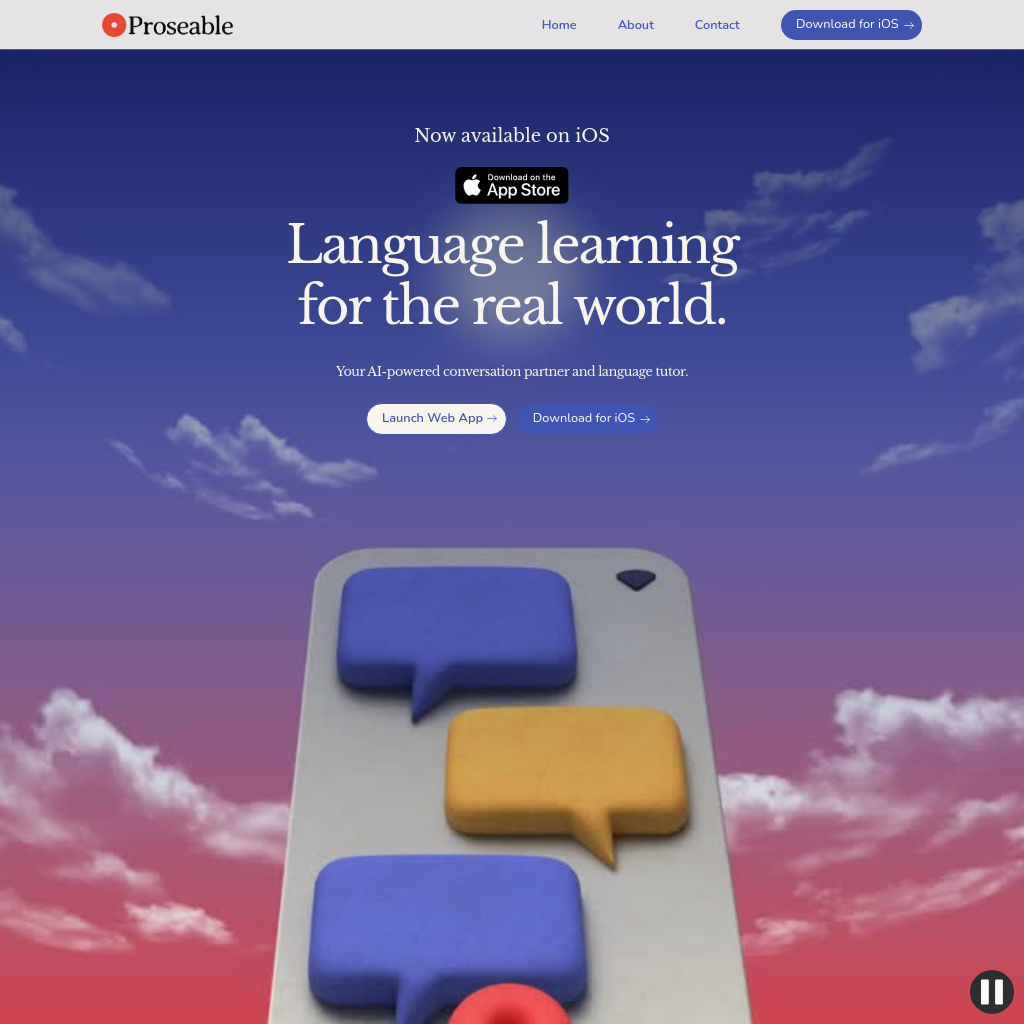 Proseable
Home
About
Contact
Download for iOS →
Now available on iOS
Download on the
App Store
Language learning
for the real world.
Your AI-powered conversation partner and language tutor.
Launch Web App →
Download for iOS →